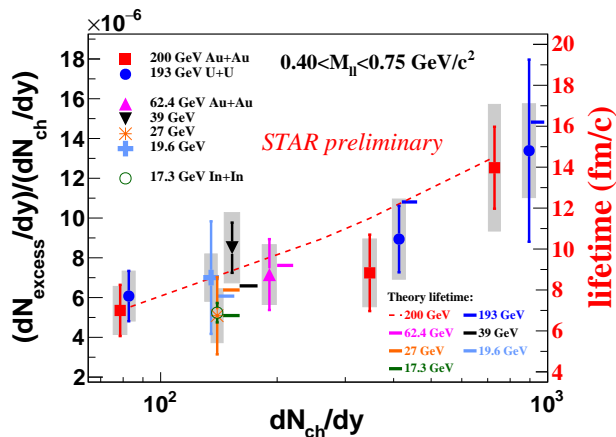 ×10⁻⁶
(dN_excess/dy)/(dN_ch/dy)
18
16
14
12
10
8
6
4
2
200 GeV Au+Au
193 GeV U+U
62.4 GeV Au+Au
39 GeV
27 GeV
19.6 GeV
17.3 GeV In+In
0.40<M_ll<0.75 GeV/c²
STAR preliminary
Theory lifetime:
200 GeV
193 GeV
62.4 GeV
39 GeV
27 GeV
19.6 GeV
17.3 GeV
20
18
16
14
12
10
8
6
4
lifetime (fm/c)
10²
10³
dN_ch/dy